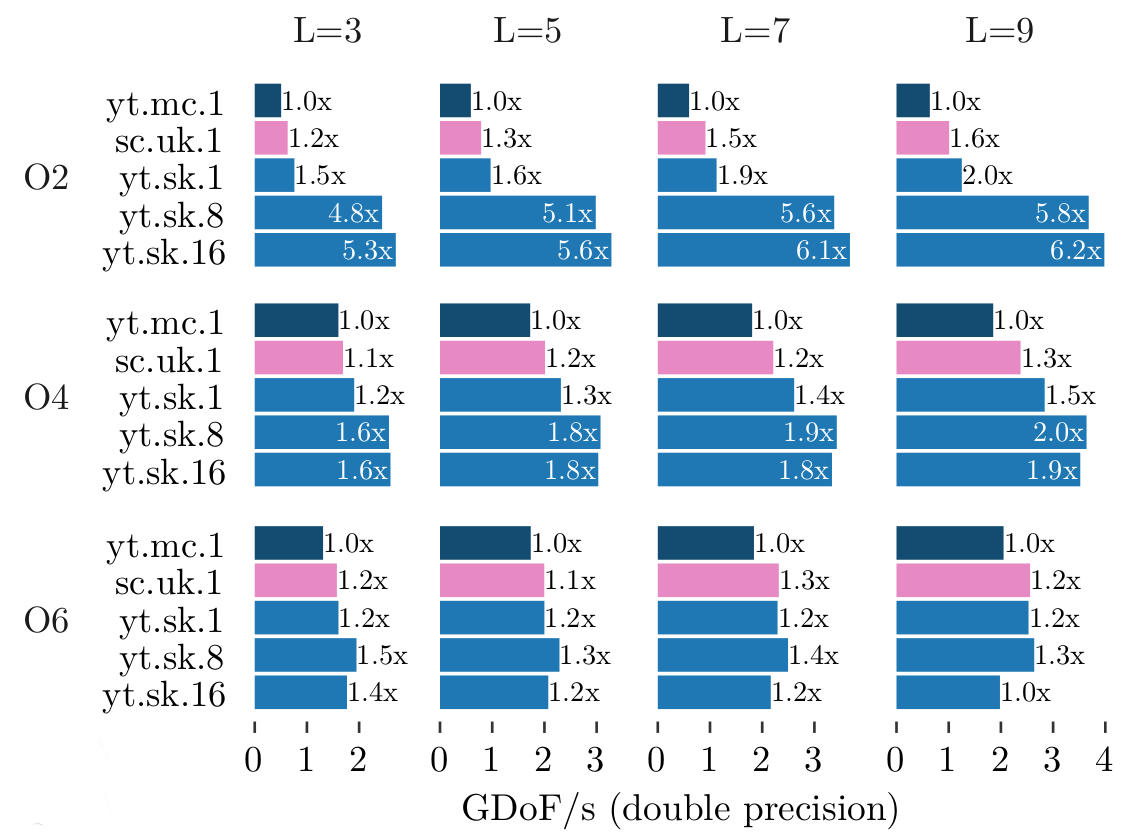 L=3 L=5 L=7 L=9
yt.mc.1 1.0x 1.0x 1.0x 1.0x
sc.uk.1 1.2x 1.3x 1.5x 1.6x
O2 yt.sk.1 1.5x 1.6x 1.9x 2.0x
yt.sk.8 4.8x 5.1x 5.6x 5.8x
yt.sk.16 5.3x 5.6x 6.1x 6.2x
yt.mc.1 1.0x 1.0x 1.0x 1.0x
sc.uk.1 1.1x 1.2x 1.2x 1.3x
O4 yt.sk.1 1.2x 1.3x 1.4x 1.5x
yt.sk.8 1.6x 1.8x 1.9x 2.0x
yt.sk.16 1.6x 1.8x 1.8x 1.9x
yt.mc.1 1.0x 1.0x 1.0x 1.0x
sc.uk.1 1.2x 1.1x 1.3x 1.2x
O6 yt.sk.1 1.2x 1.2x 1.2x 1.2x
yt.sk.8 1.5x 1.3x 1.4x 1.3x
yt.sk.16 1.4x 1.2x 1.2x 1.0x
0 1 2 0 1 2 3 0 1 2 3 0 1 2 3 4
GDoF/s (double precision)